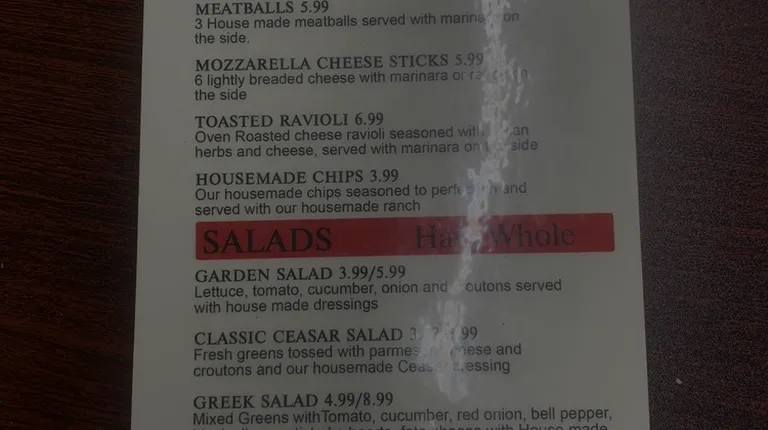 MEATBALLS 5.99
3 House made meatballs served with on
the side.
MOZZARELLA CHEESE STICKS 5.99
6 lightly breaded cheese with marinara or
the side
TOASTED RAVIOLI 6.99
Oven Roasted cheese ravioli seasoned with
herbs and cheese, served with marinara on side
HOUSEMADE CHIPS 3.99
Our housemade chips seasoned to and
served with our housemade ranch
SALADS Whole
GARDEN SALAD 3.99/5.99
Lettuce, tomato, cucumber, onion and served
with house made dressings
CLASSIC CEASAR SALAD
Fresh greens tossed with and
croutons and our housemade
GREEK SALAD 4.99/8.99
Mixed Greens withTomato, cucumber, red onion, bell pepper,